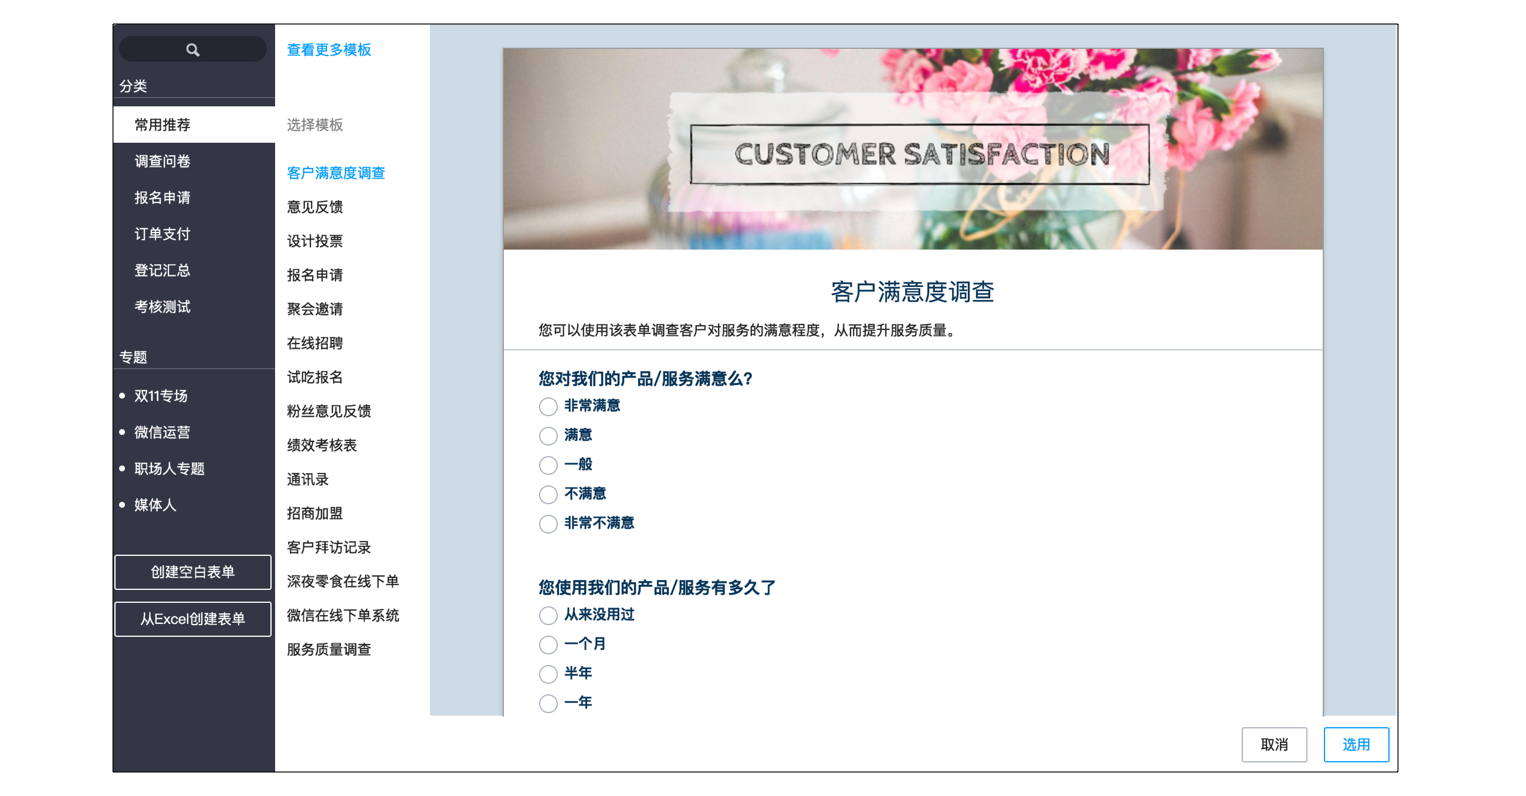 分类
常用推荐
调查问卷
报名申请
订单支付
登记汇总
考核测试
专题
双11专场
微信运营
职场人专题
媒体人
创建空白表单
从Excel创建表单
查看更多模板
选择模板
客户满意度调查
意见反馈
设计投票
报名申请
聚会邀请
在线招聘
试吃报名
粉丝意见反馈
绩效考核表
通讯录
招商加盟
客户拜访记录
深夜零食在线下单
微信在线下单系统
服务质量调查
CUSTOMER SATISFACTION
客户满意度调查
您可以使用该表单调查客户对服务的满意程度，从而提升服务质量。
您对我们的产品/服务满意么?
非常满意
满意
一般
不满意
非常不满意
您使用我们的产品/服务有多久了
从来没用过
一个月
半年
一年
取消
选用